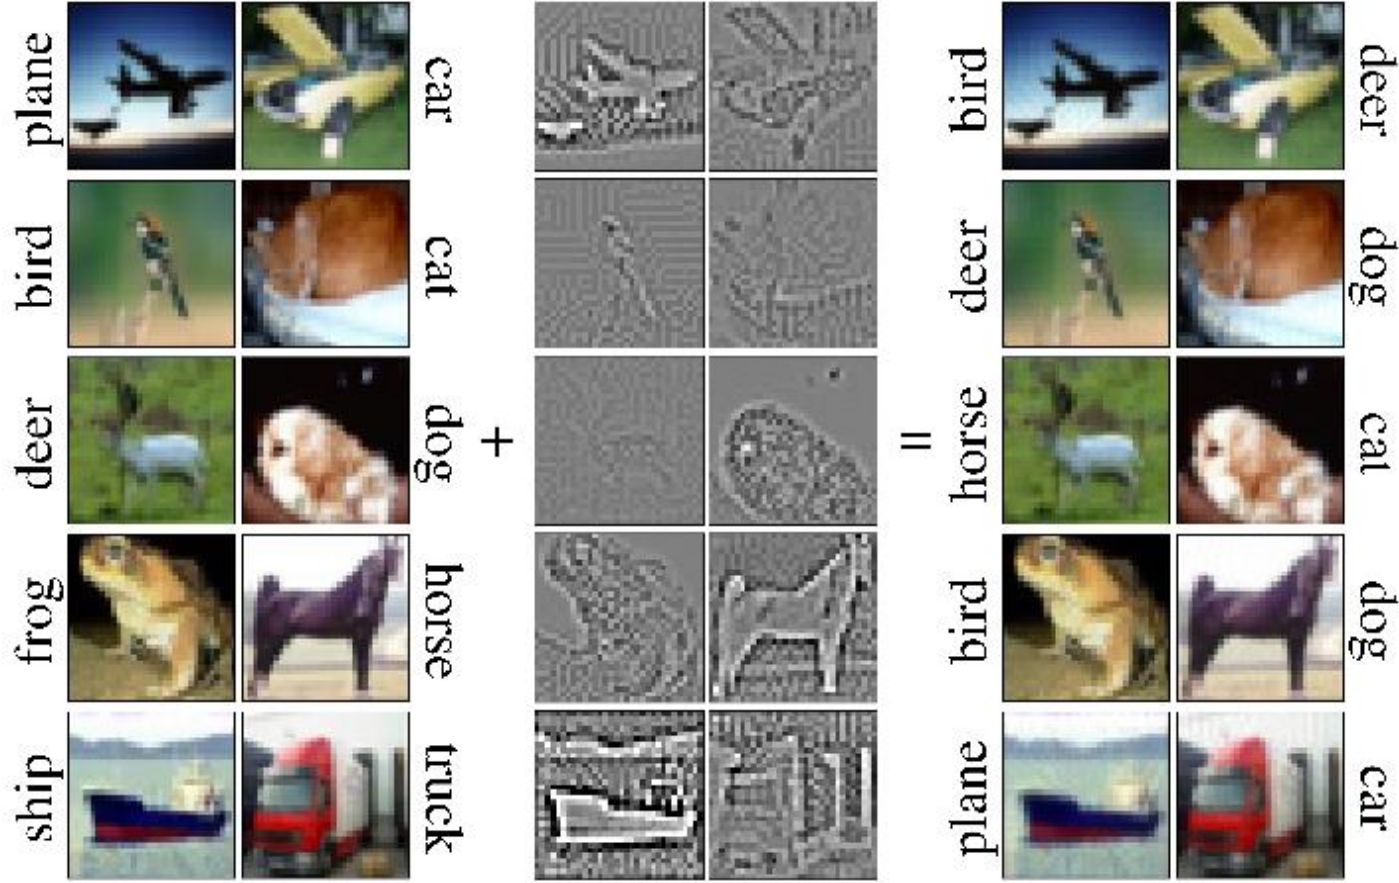 plane car bird deer
bird cat deer dog
deer dog + = horse cat
frog horse bird dog
ship truck plane car